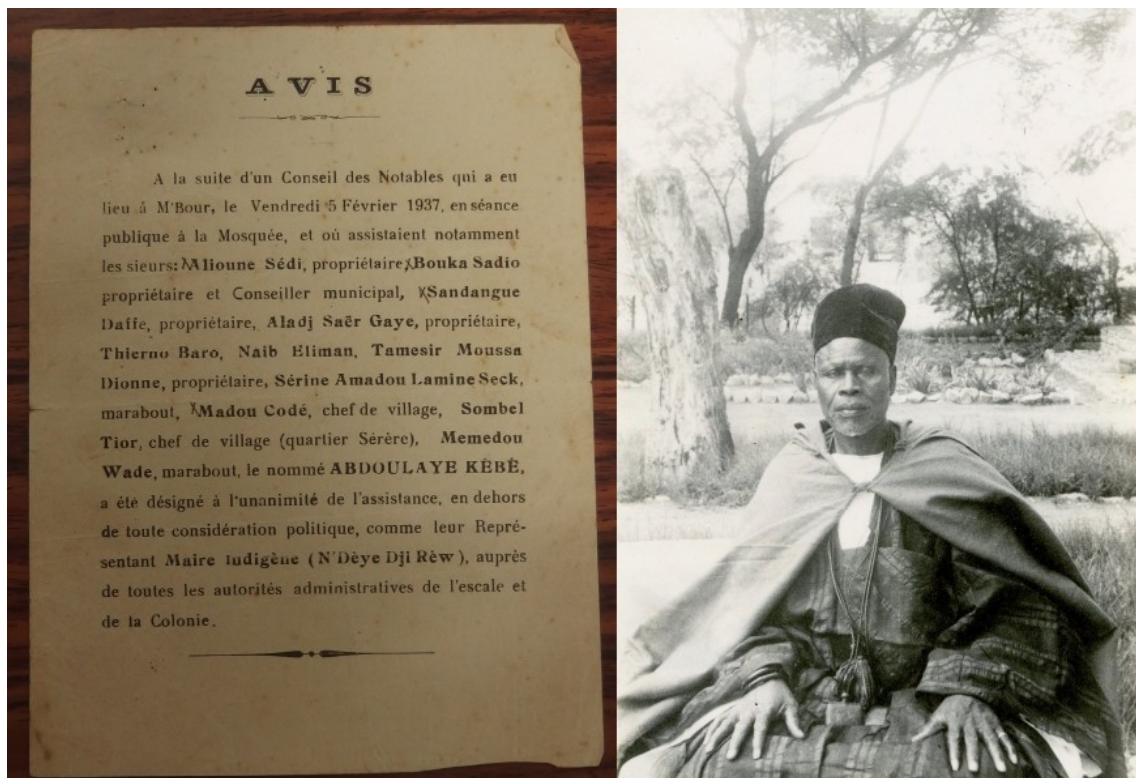 AVIS
A la suite d'un Conseil des Notables qui a eu
lieu à M'Bour, le Vendredi 5 Février 1937, en séance
publique à la Mosquée, et où assistaient notamment
les sieurs: Alioune Sédi, propriétaire, Bouka Sadio
propriétaire et Conseiller municipal, Sandangue
Daffe, propriétaire, Aladj Saër Gaye, propriétaire,
Thierno Baro, Naib Eliman, Tamesir Moussa
Dionne, propriétaire, Sérine Amadou Lamine Seck,
marabout, Madou Codé, chef de village, Sombel
Tior, chef de village (quartier Sérère), Memedou
Wade, marabout, le nommé ABDOULAYE KÉBÉ,
a été désigné à l'unanimité de l'assistance, en dehors
de toute considération politique, comme leur Repré-
sentant Maire Indigène (N'Dèye Dji Rèw), auprès
de toutes les autorités administratives de l'escale et
de la Colonie.